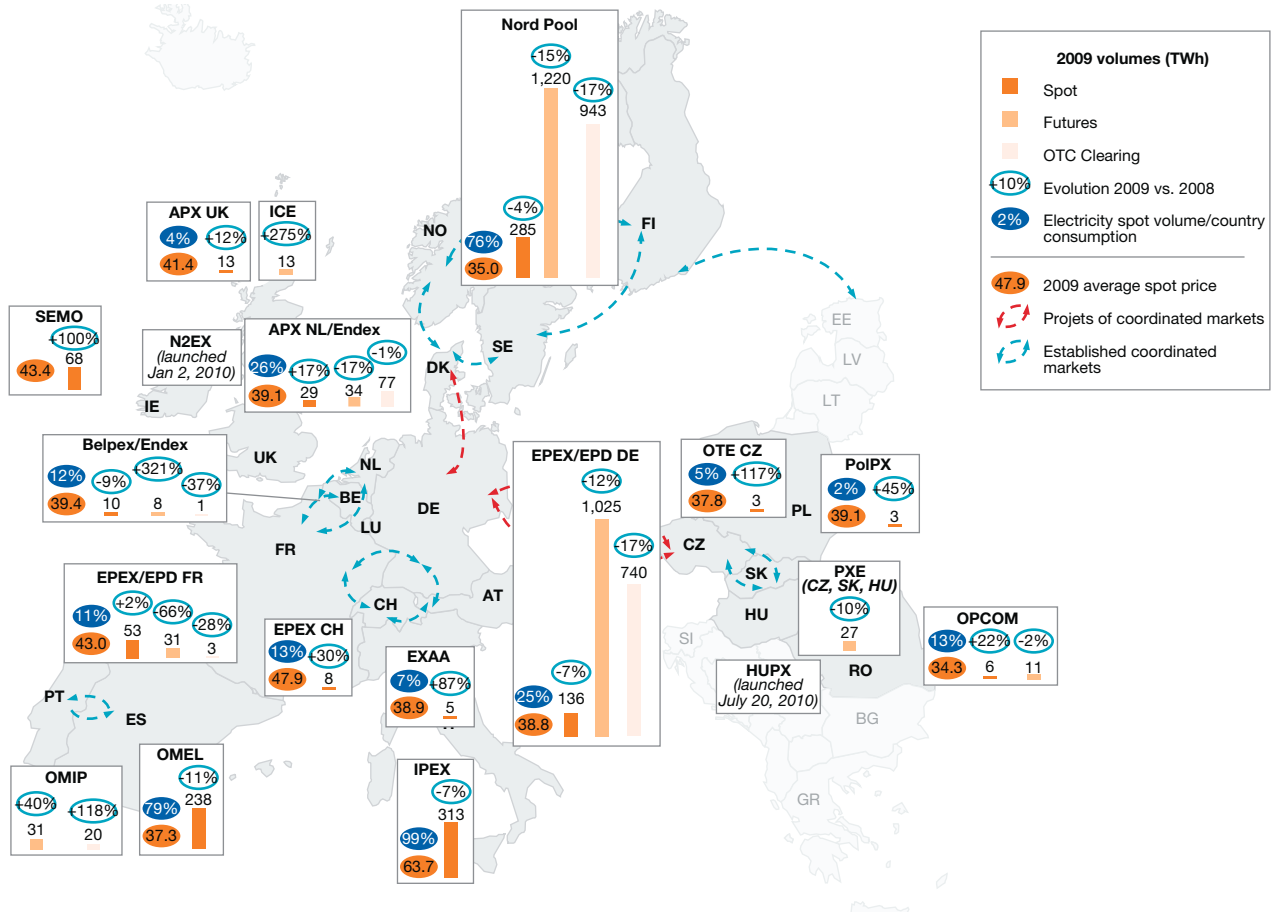 Nord Pool
-15%
1,220
-17%
943
-4%
285
76%
35.0
2009 volumes (TWh)
Spot
Futures
OTC Clearing
+10% Evolution 2009 vs. 2008
2% Electricity spot volume/country
consumption
47.9 2009 average spot price
Projets of coordinated markets
Established coordinated
markets
APX UK
4% +12%
41.4 13
ICE
+275%
13
NO
FI
SEMO
+100%
68
43.4
N2EX
(launched
Jan 2, 2010)
APX NL/Endex
26% +17% -17% -1%
39.1 29 34 77
DK
SE
EE
LV
LT
IE
UK
Belpex/Endex
12% -9% +321% -37%
39.4 10 8 1
NL
BE
LU
DE
FR
EPEX/EPD DE
-12%
1,025
-17%
740
-7%
136
25%
38.8
OTE CZ
5% +117%
37.8 3
PolPX
2% +45%
39.1 3
PL
CZ
SK
AT
CH
HU
EPEX/EPD FR
11% +2% -66% -28%
43.0 53 31 3
EPEX CH
13% +30%
47.9 8
EXAA
7% +87%
38.9 5
PXE
(CZ, SK, HU)
-10%
27
SI
RO
HUPX
(launched
July 20, 2010)
OPCOM
13% +22% -2%
34.3 6 11
BG
GR
PT
ES
OMIP
+40% +118%
31 20
OMEL
-11%
238
79%
37.3
IPEX
-7%
313
99%
63.7